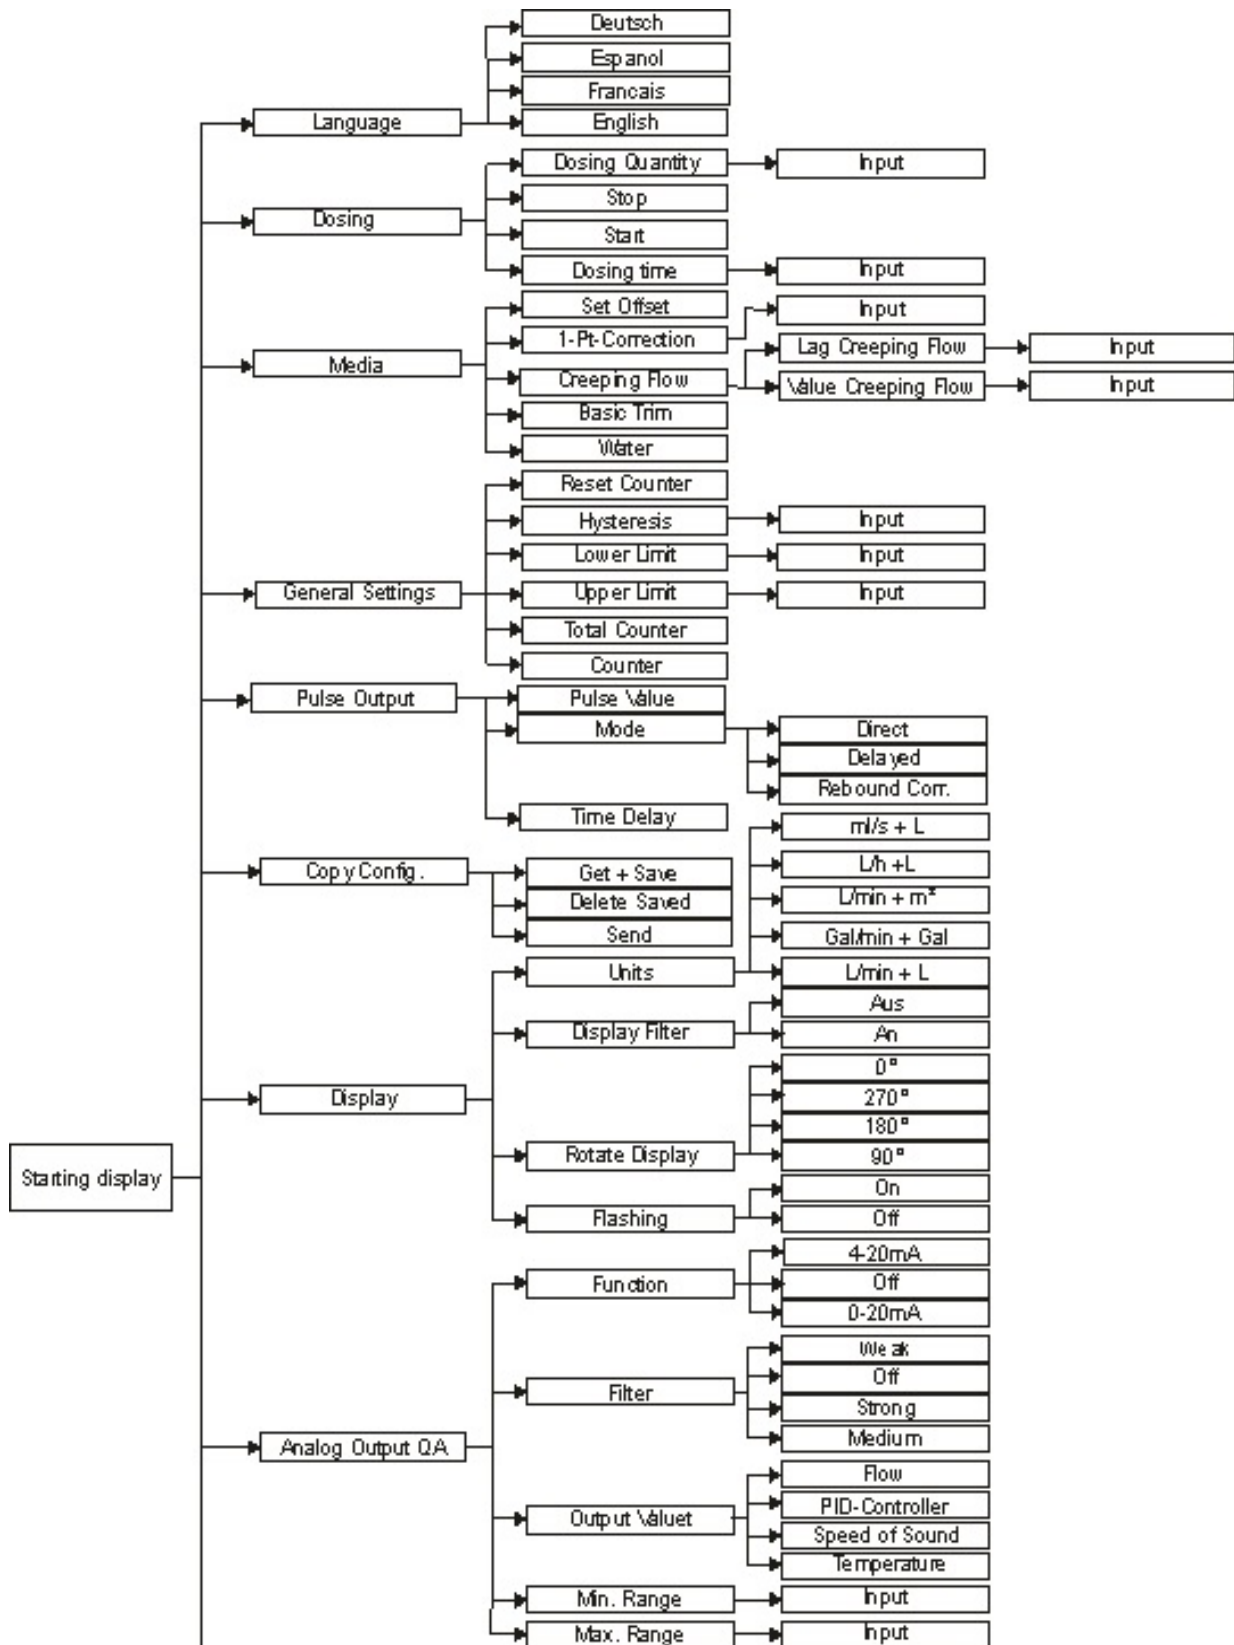 Deutsch
Espanol
Francais
Language
English
Dosing Quantity
Input
Stop
Dosing
Start
Dosing time
Input
Set Offset
Input
1-Pt-Correction
Lag Creeping Flow
Input
Media
Creeping Flow
Value Creeping Flow
Input
Basic Trim
Water
Reset Counter
Hysteresis
Input
Lower Limit
Input
General Settings
Upper Limit
Input
Total Counter
Counter
Pulse Output
Pulse Value
Mode
Direct
Delayed
Rebound Corr.
Time Delay
ml/s + L
Copy Config.
Get + Save
L/h +L
Delete Saved
L/min + m³
Send
Gal/min + Gal
Units
L/min + L
Aus
Display Filter
An
Display
0°
270°
180°
Rotate Display
90°
Starting display
On
Flashing
Off
4-20mA
Function
Off
0-20mA
Weak
Filter
Off
Strong
Medium
Analog Output QA
Flow
PID-Controller
Output Valuet
Speed of Sound
Temperature
Min. Range
Input
Max. Range
Input